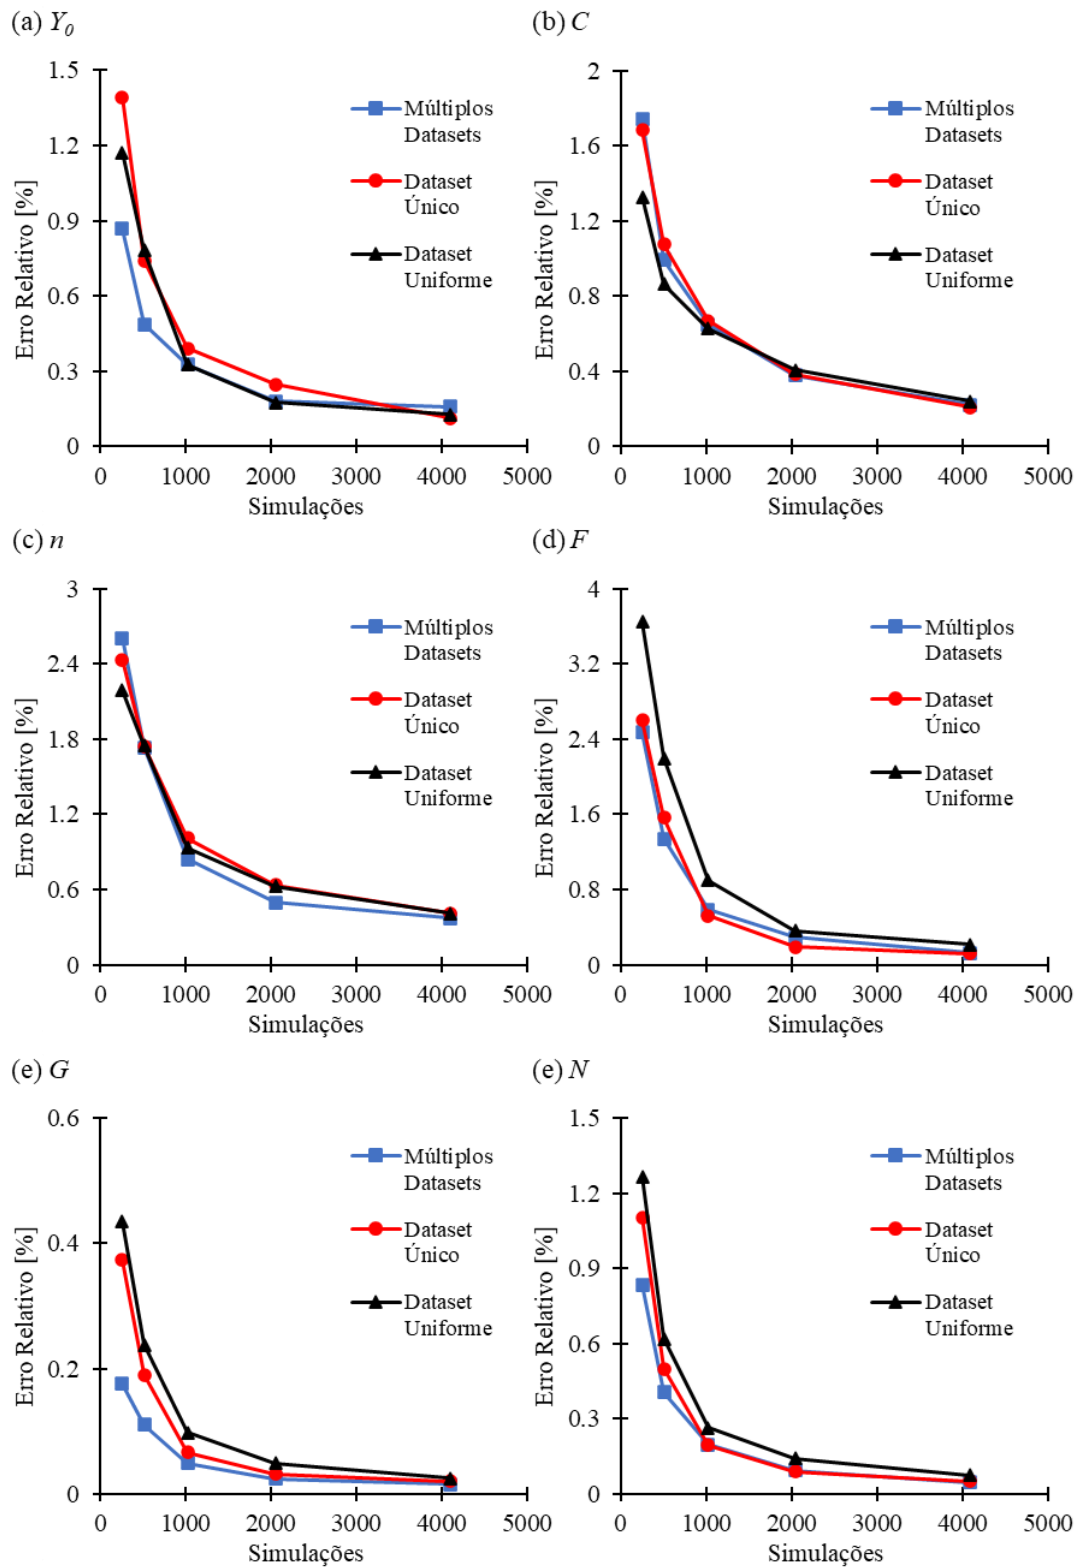 (a) Y0
Erro Relativo [%]
1.5
1.2
0.9
0.6
0.3
0
0 1000 2000 3000 4000 5000
Simulações
Múltiplos
Datasets
Dataset
Único
Dataset
Uniforme
(b) C
Erro Relativo [%]
2
1.6
1.2
0.8
0.4
0
0 1000 2000 3000 4000 5000
Simulações
Múltiplos
Datasets
Dataset
Único
Dataset
Uniforme
(c) n
Erro Relativo [%]
3
2.4
1.8
1.2
0.6
0
0 1000 2000 3000 4000 5000
Simulações
Múltiplos
Datasets
Dataset
Único
Dataset
Uniforme
(d) F
Erro Relativo [%]
4
3.2
2.4
1.6
0.8
0
0 1000 2000 3000 4000 5000
Simulações
Múltiplos
Datasets
Dataset
Único
Dataset
Uniforme
(e) G
Erro Relativo [%]
0.6
0.4
0.2
0
0 1000 2000 3000 4000 5000
Simulações
Múltiplos
Datasets
Dataset
Único
Dataset
Uniforme
(e) N
Erro Relativo [%]
1.5
1.2
0.9
0.6
0.3
0
0 1000 2000 3000 4000 5000
Simulações
Múltiplos
Datasets
Dataset
Único
Dataset
Uniforme